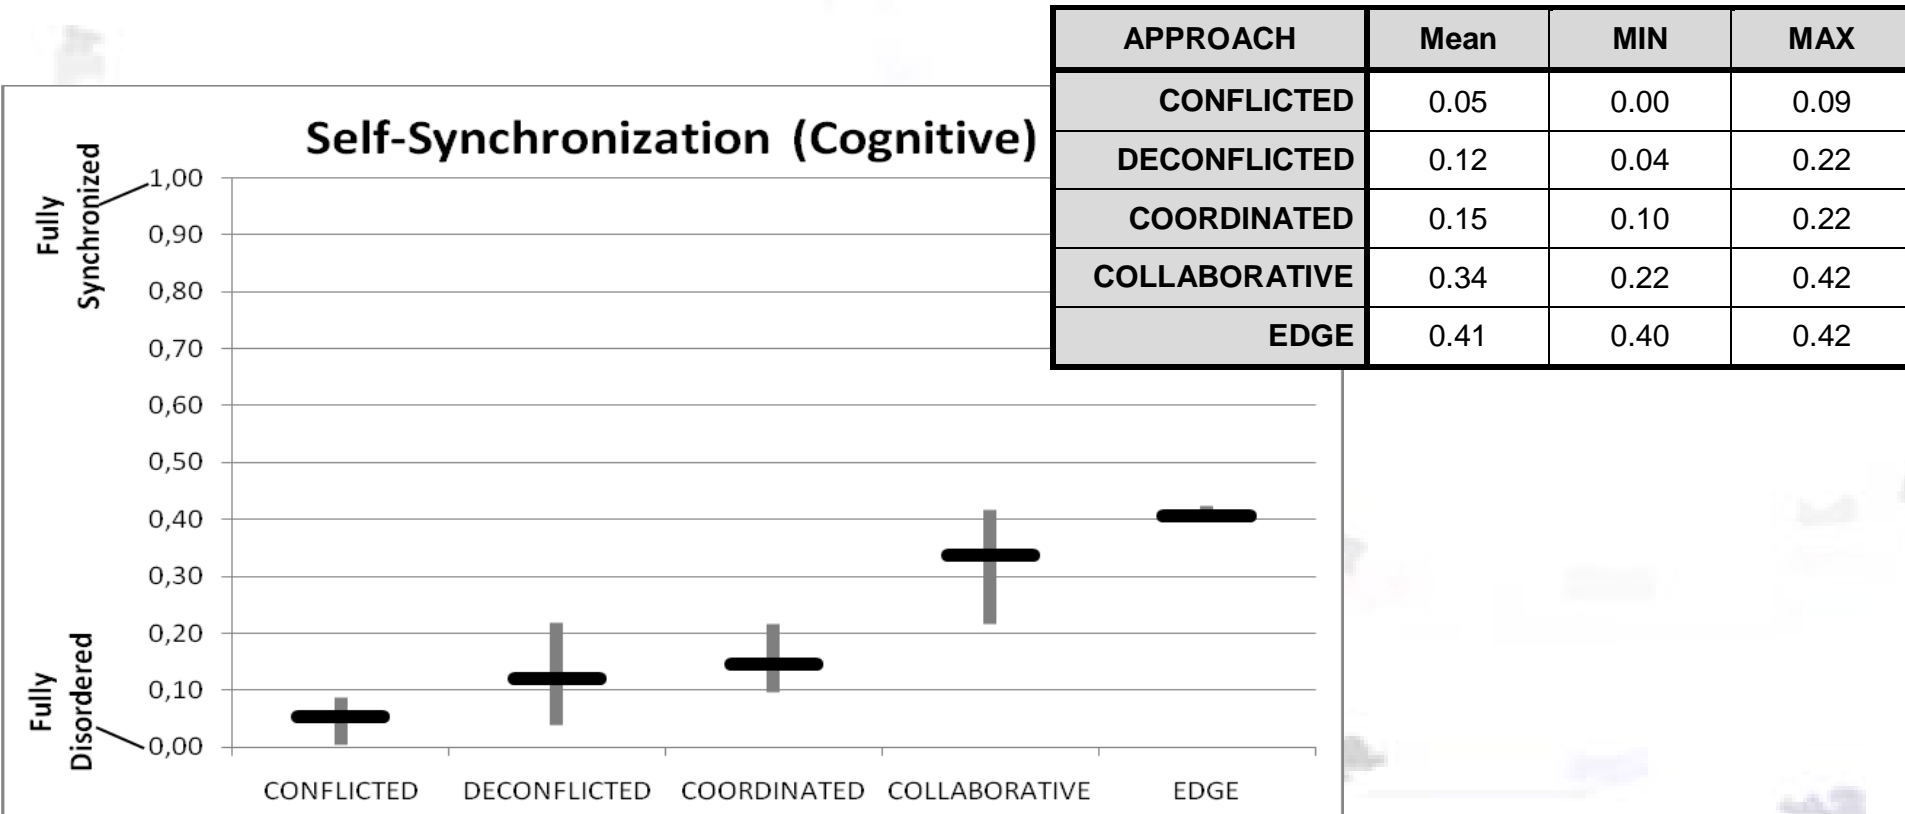 APPROACH Mean MIN MAX
CONFLICTED 0.05 0.00 0.09
DECONFLICTED 0.12 0.04 0.22
COORDINATED 0.15 0.10 0.22
COLLABORATIVE 0.34 0.22 0.42
EDGE 0.41 0.40 0.42
Self-Synchronization (Cognitive)
Fully
Synchronized
1,00
0,90
0,80
0,70
0,60
0,50
0,40
0,30
0,20
0,10
0,00
Fully
Disordered
CONFLICTED DECONFLICTED COORDINATED COLLABORATIVE EDGE